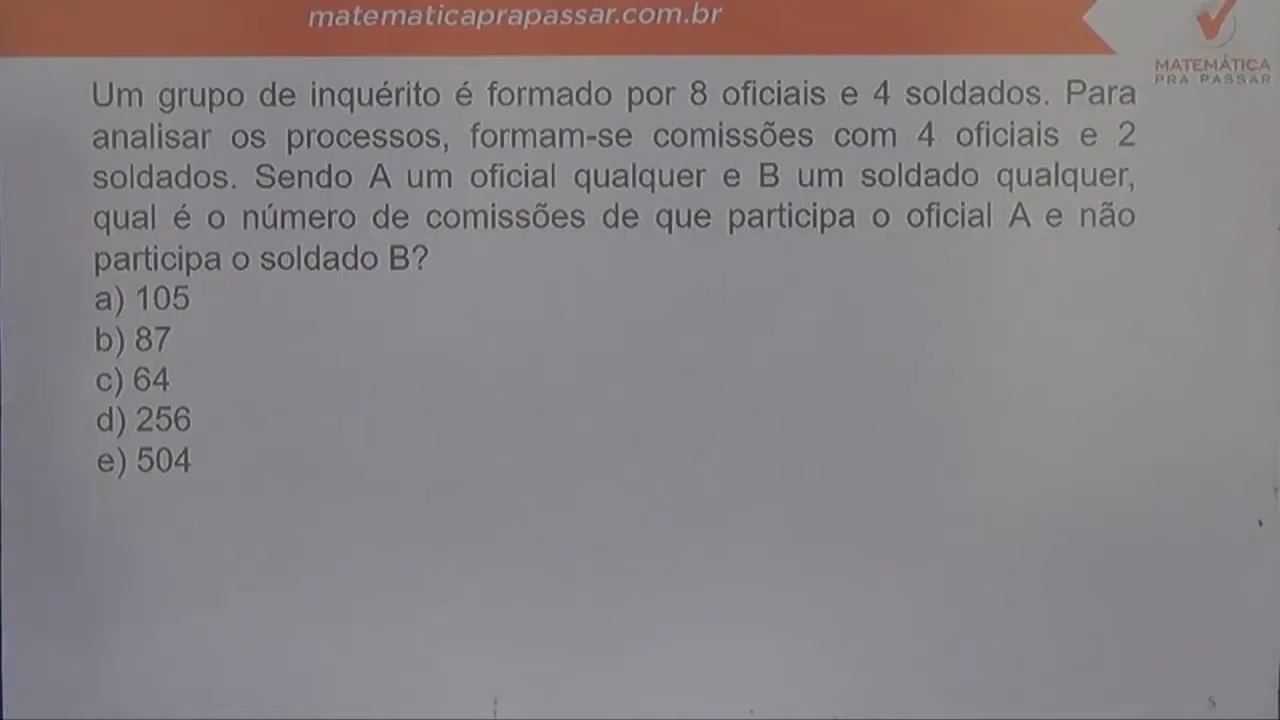 matematicaprapassar.com.br
MATEMÁTICA
PRA PASSAR
Um grupo de inquérito é formado por 8 oficiais e 4 soldados. Para
analisar os processos, formam-se comissões com 4 oficiais e 2
soldados. Sendo A um oficial qualquer e B um soldado qualquer,
qual é o número de comissões de que participa o oficial A e não
participa o soldado B?
a) 105
b) 87
c) 64
d) 256
e) 504
5